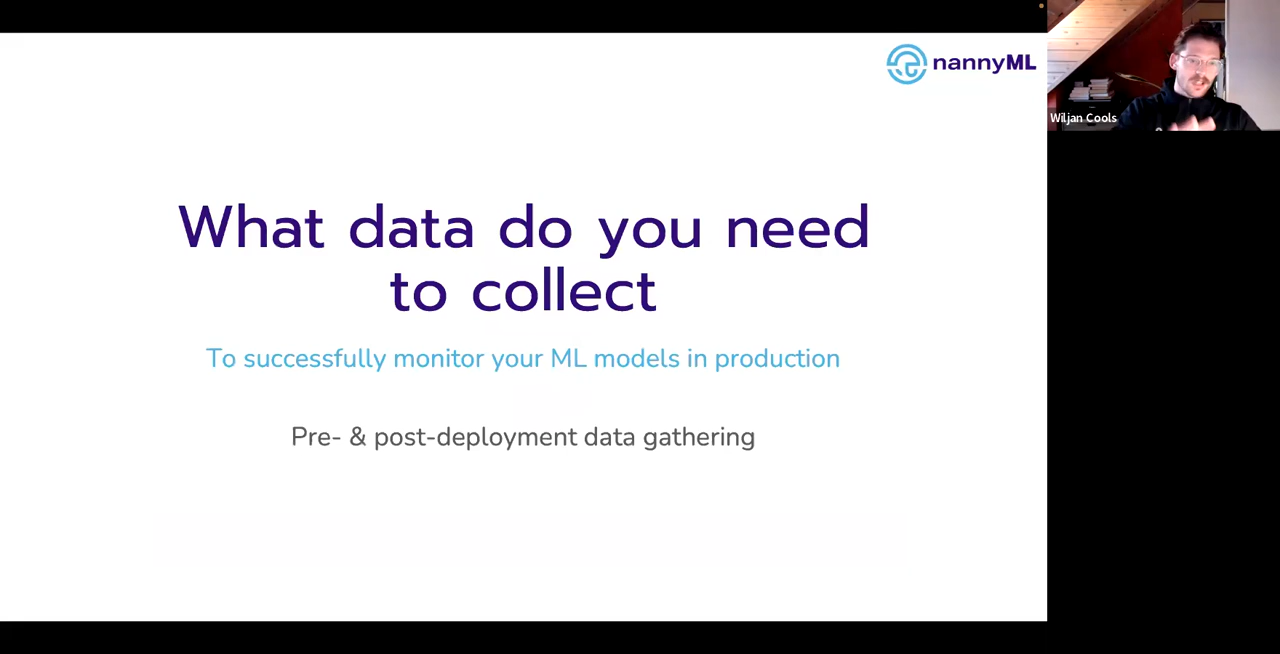 nannyML
Wiljan Cools
What data do you need
to collect
To successfully monitor your ML models in production
Pre- & post-deployment data gathering